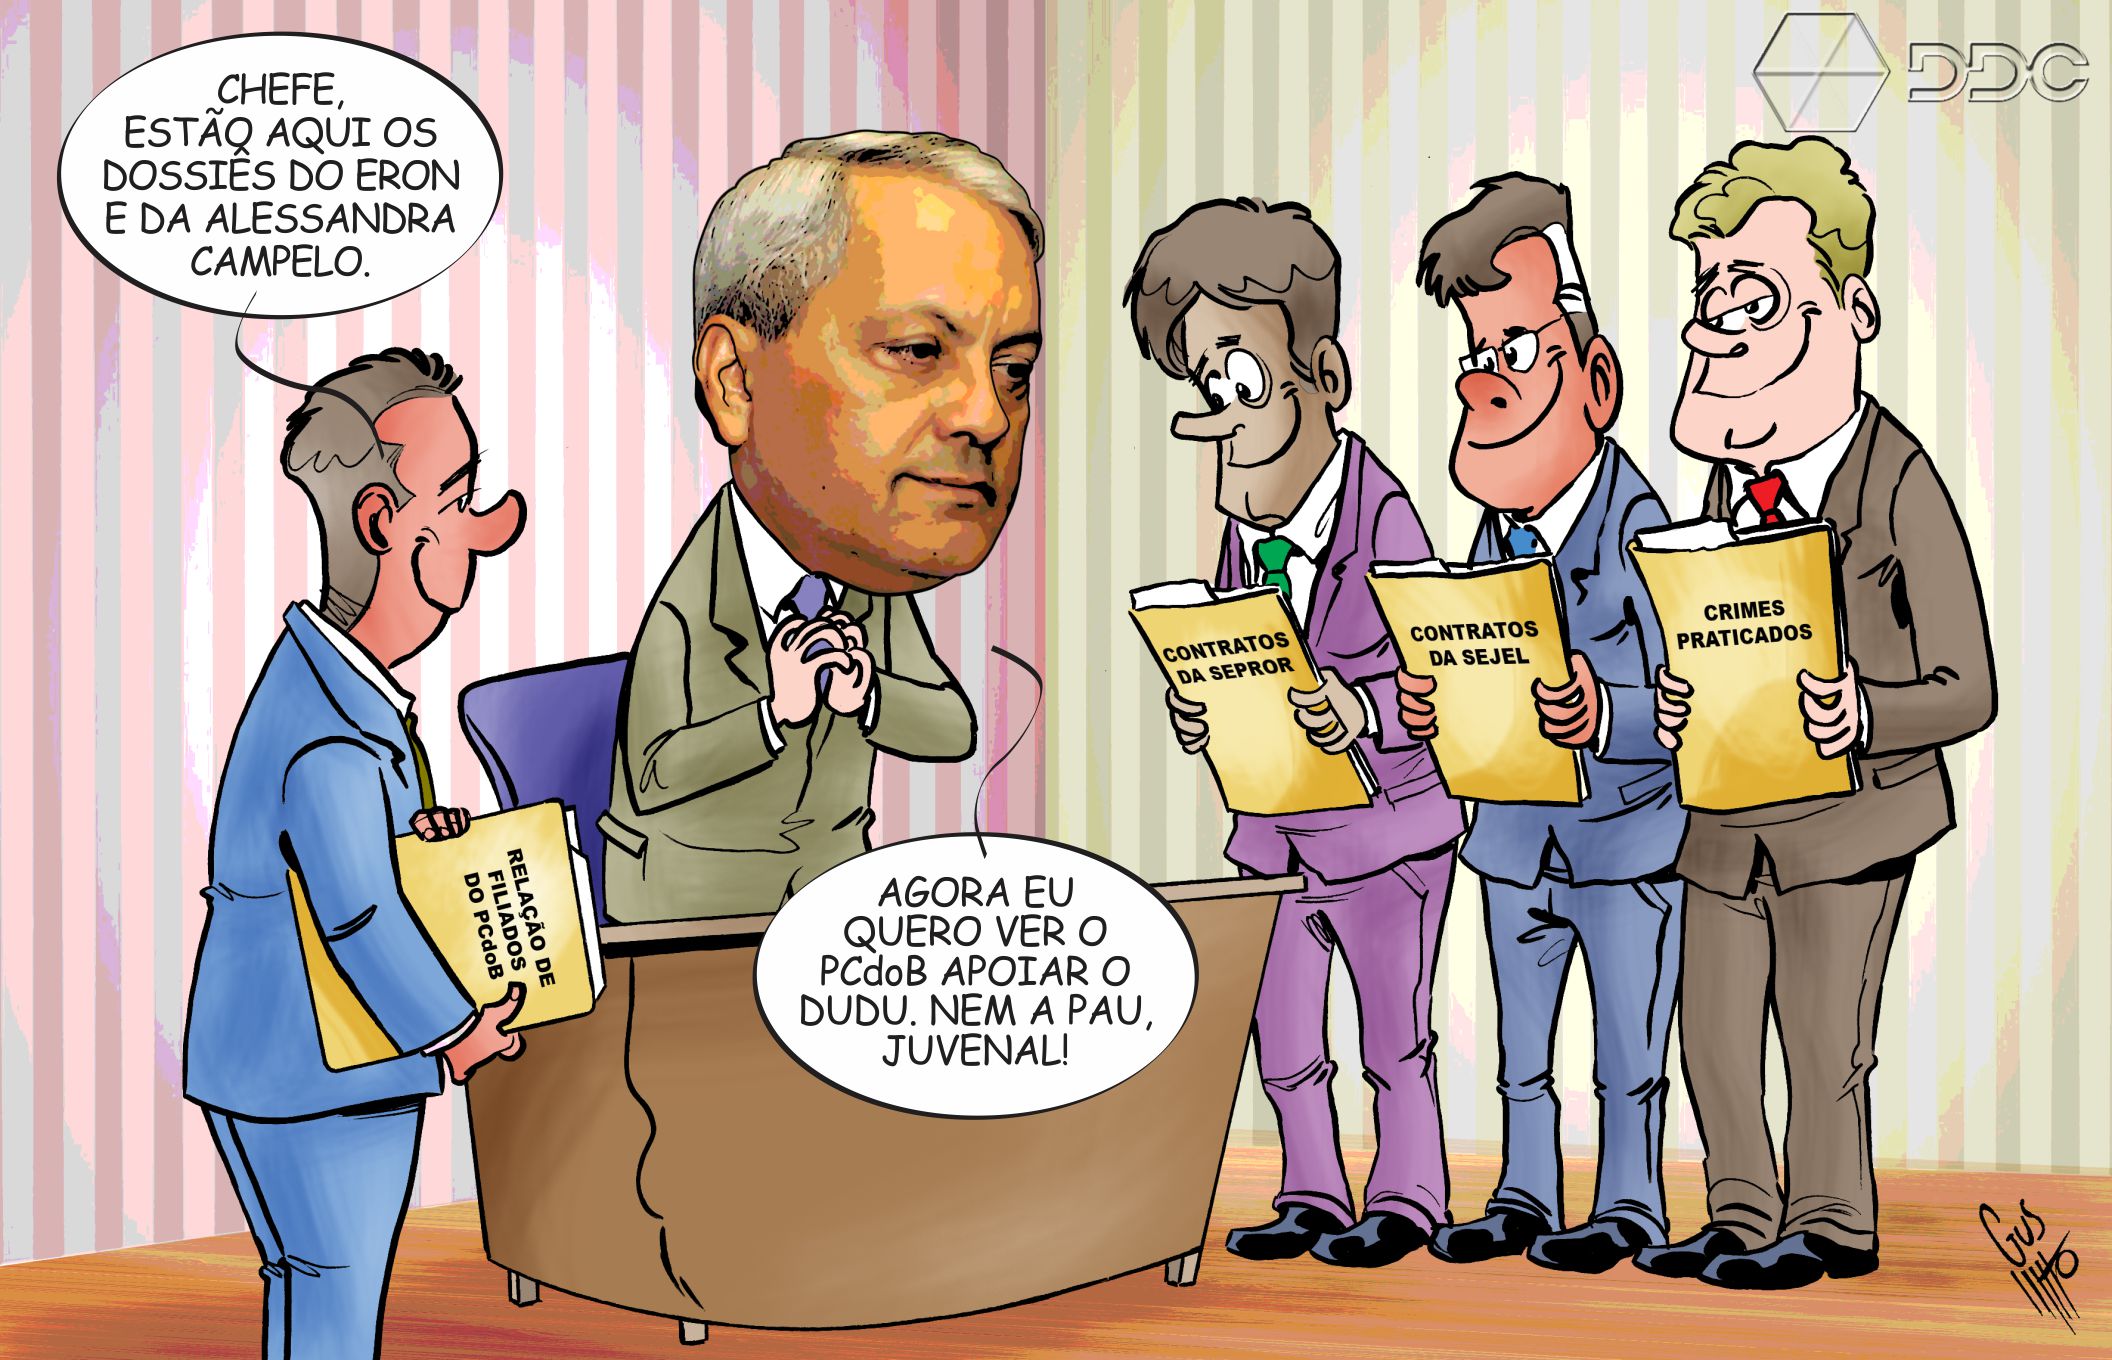 CHEFE,
ESTÃO AQUI OS
DOSSIÊS DO ERON
E DA ALESSANDRA
CAMPELO.
DDC
CONTRATOS
DA SEPROR
CONTRATOS
DA SEJEL
CRIMES
PRATICADOS
RELAÇÃO DE
FILIADOS
DO PCdoB
AGORA EU
QUERO VER O
PCdoB APOIAR O
DUDU. NEM A PAU,
JUVENAL!